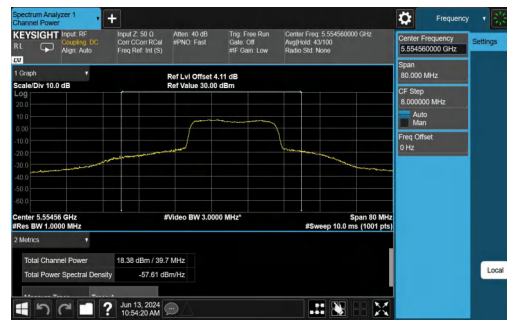 Spectrum Analyzer 1
Channel Power
+
Frequency
KEYSIGHT
R L
Input: RF
Coupling: DC
Align: Auto
Input Z: 50 Ω
Corr CCorr RCal
Freq Ref: Int (S)
Atten: 40 dB
#PNO: Fast
Trig: Free Run
Gate: Off
#IF Gain: Low
Center Freq: 5.554560000 GHz
Avg|Hold: 43/100
Radio Std: None
LV
Center Frequency
5.554560000 GHz
Settings
Span
80.000 MHz
CF Step
8.000000 MHz
Auto
Man
Freq Offset
0 Hz
1 Graph
Scale/Div 10.0 dB
Ref Lvl Offset 4.11 dB
Ref Value 30.00 dBm
Log
20.0
10.0
0.00
-10.0
-20.0
-30.0
-40.0
-50.0
-60.0
Center 5.55456 GHz
#Res BW 1.0000 MHz
#Video BW 3.0000 MHz*
Span 80 MHz
#Sweep 10.0 ms (1001 pts)
2 Metrics
Total Channel Power 18.38 dBm / 39.7 MHz
Total Power Spectral Density -57.61 dBm/Hz
Local
?
Jun 13, 2024
10:54:20 AM